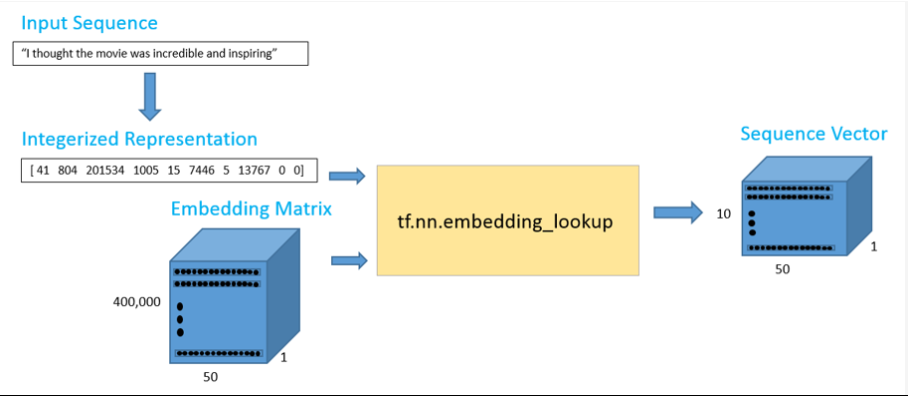 Input Sequence
“I thought the movie was incredible and inspiring”
Integerized Representation
[ 41 804 201534 1005 15 7446 5 13767 0 0]
Embedding Matrix
400,000
50
1
tf.nn.embedding_lookup
Sequence Vector
10
50
1